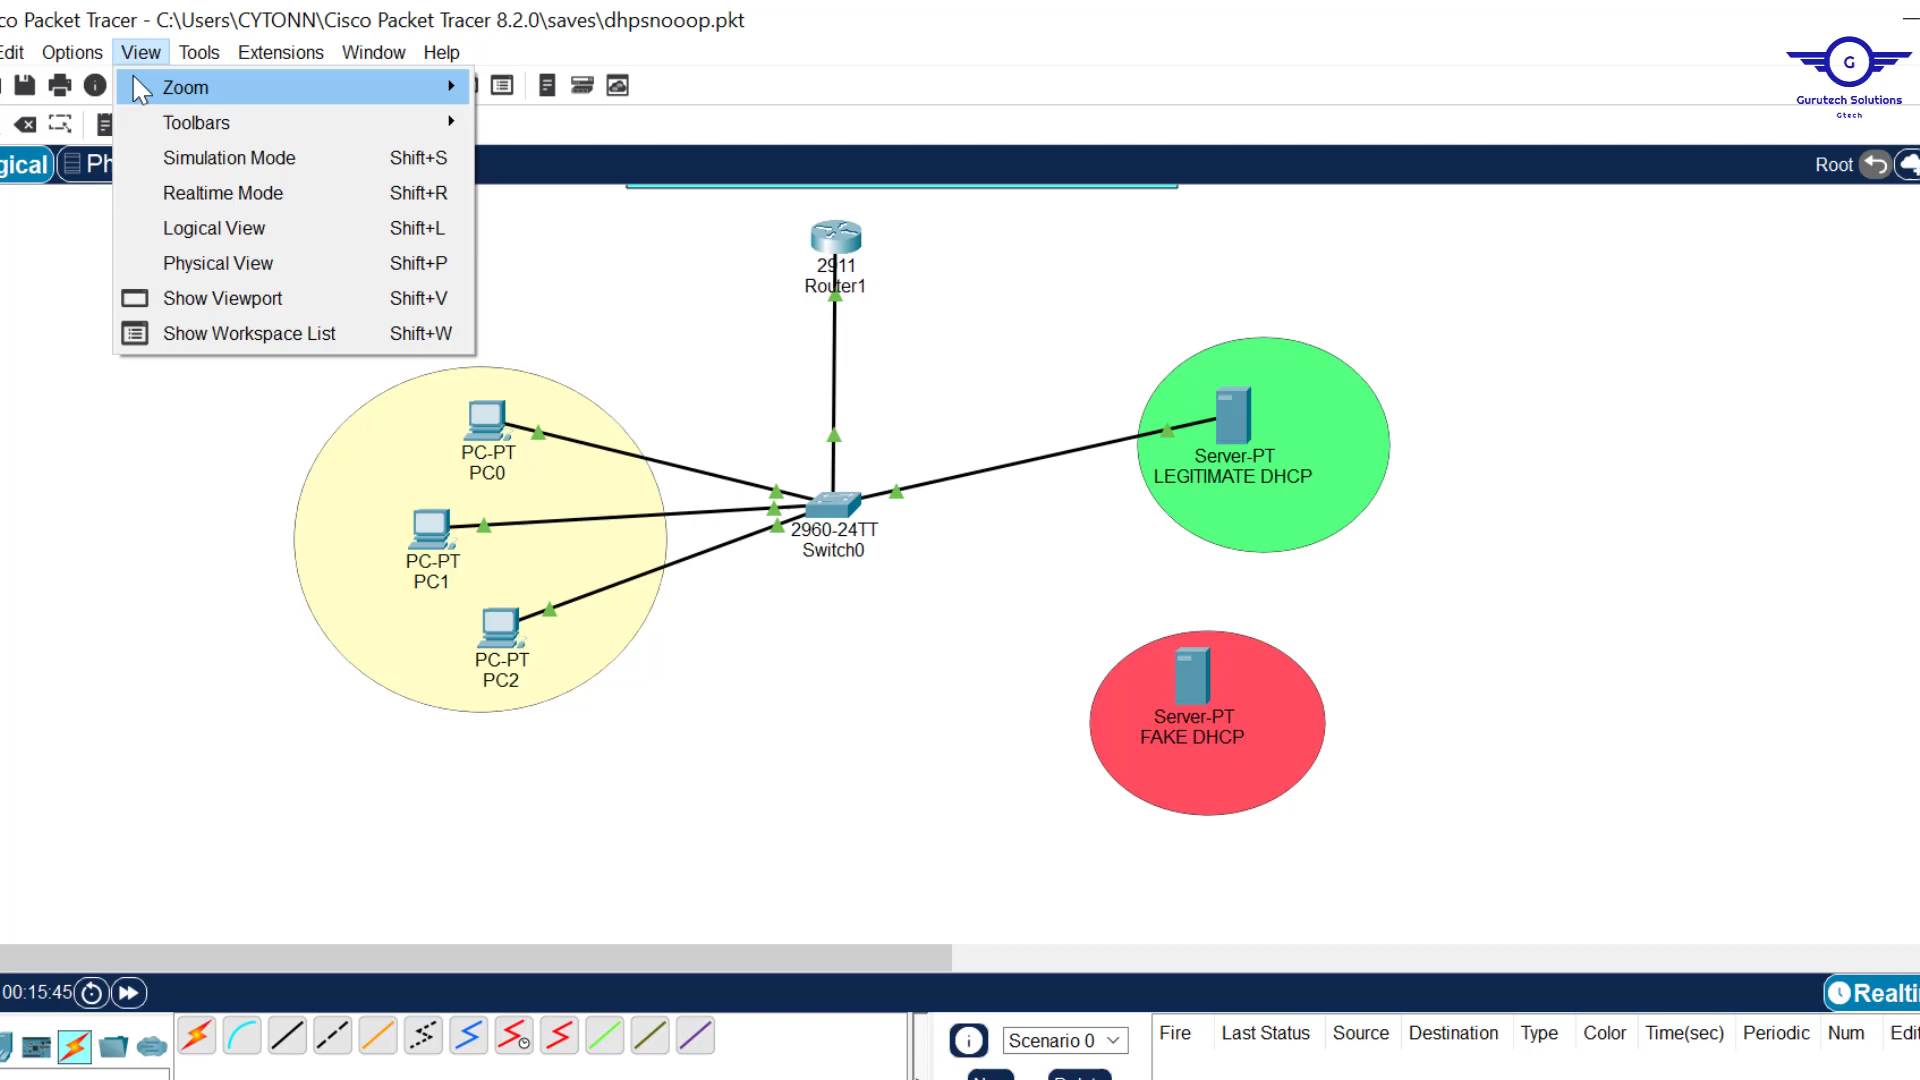 co Packet Tracer - C:\Users\CYTONN\Cisco Packet Tracer 8.2.0\saves\dhpsnooop.pkt
Edit Options View Tools Extensions Window Help
Zoom
Toolbars
Simulation Mode Shift+S
Realtime Mode Shift+R
Logical View Shift+L
Physical View Shift+P
Show Viewport Shift+V
Show Workspace List Shift+W
G
Gurutech Solutions
Gtech
gical Ph
Root
2911
Router1
PC-PT
PC0
PC-PT
PC1
PC-PT
PC2
2960-24TT
Switch0
Server-PT
LEGITIMATE DHCP
Server-PT
FAKE DHCP
00:15:45
Realti
Scenario 0
Fire Last Status Source Destination Type Color Time(sec) Periodic Num Edit